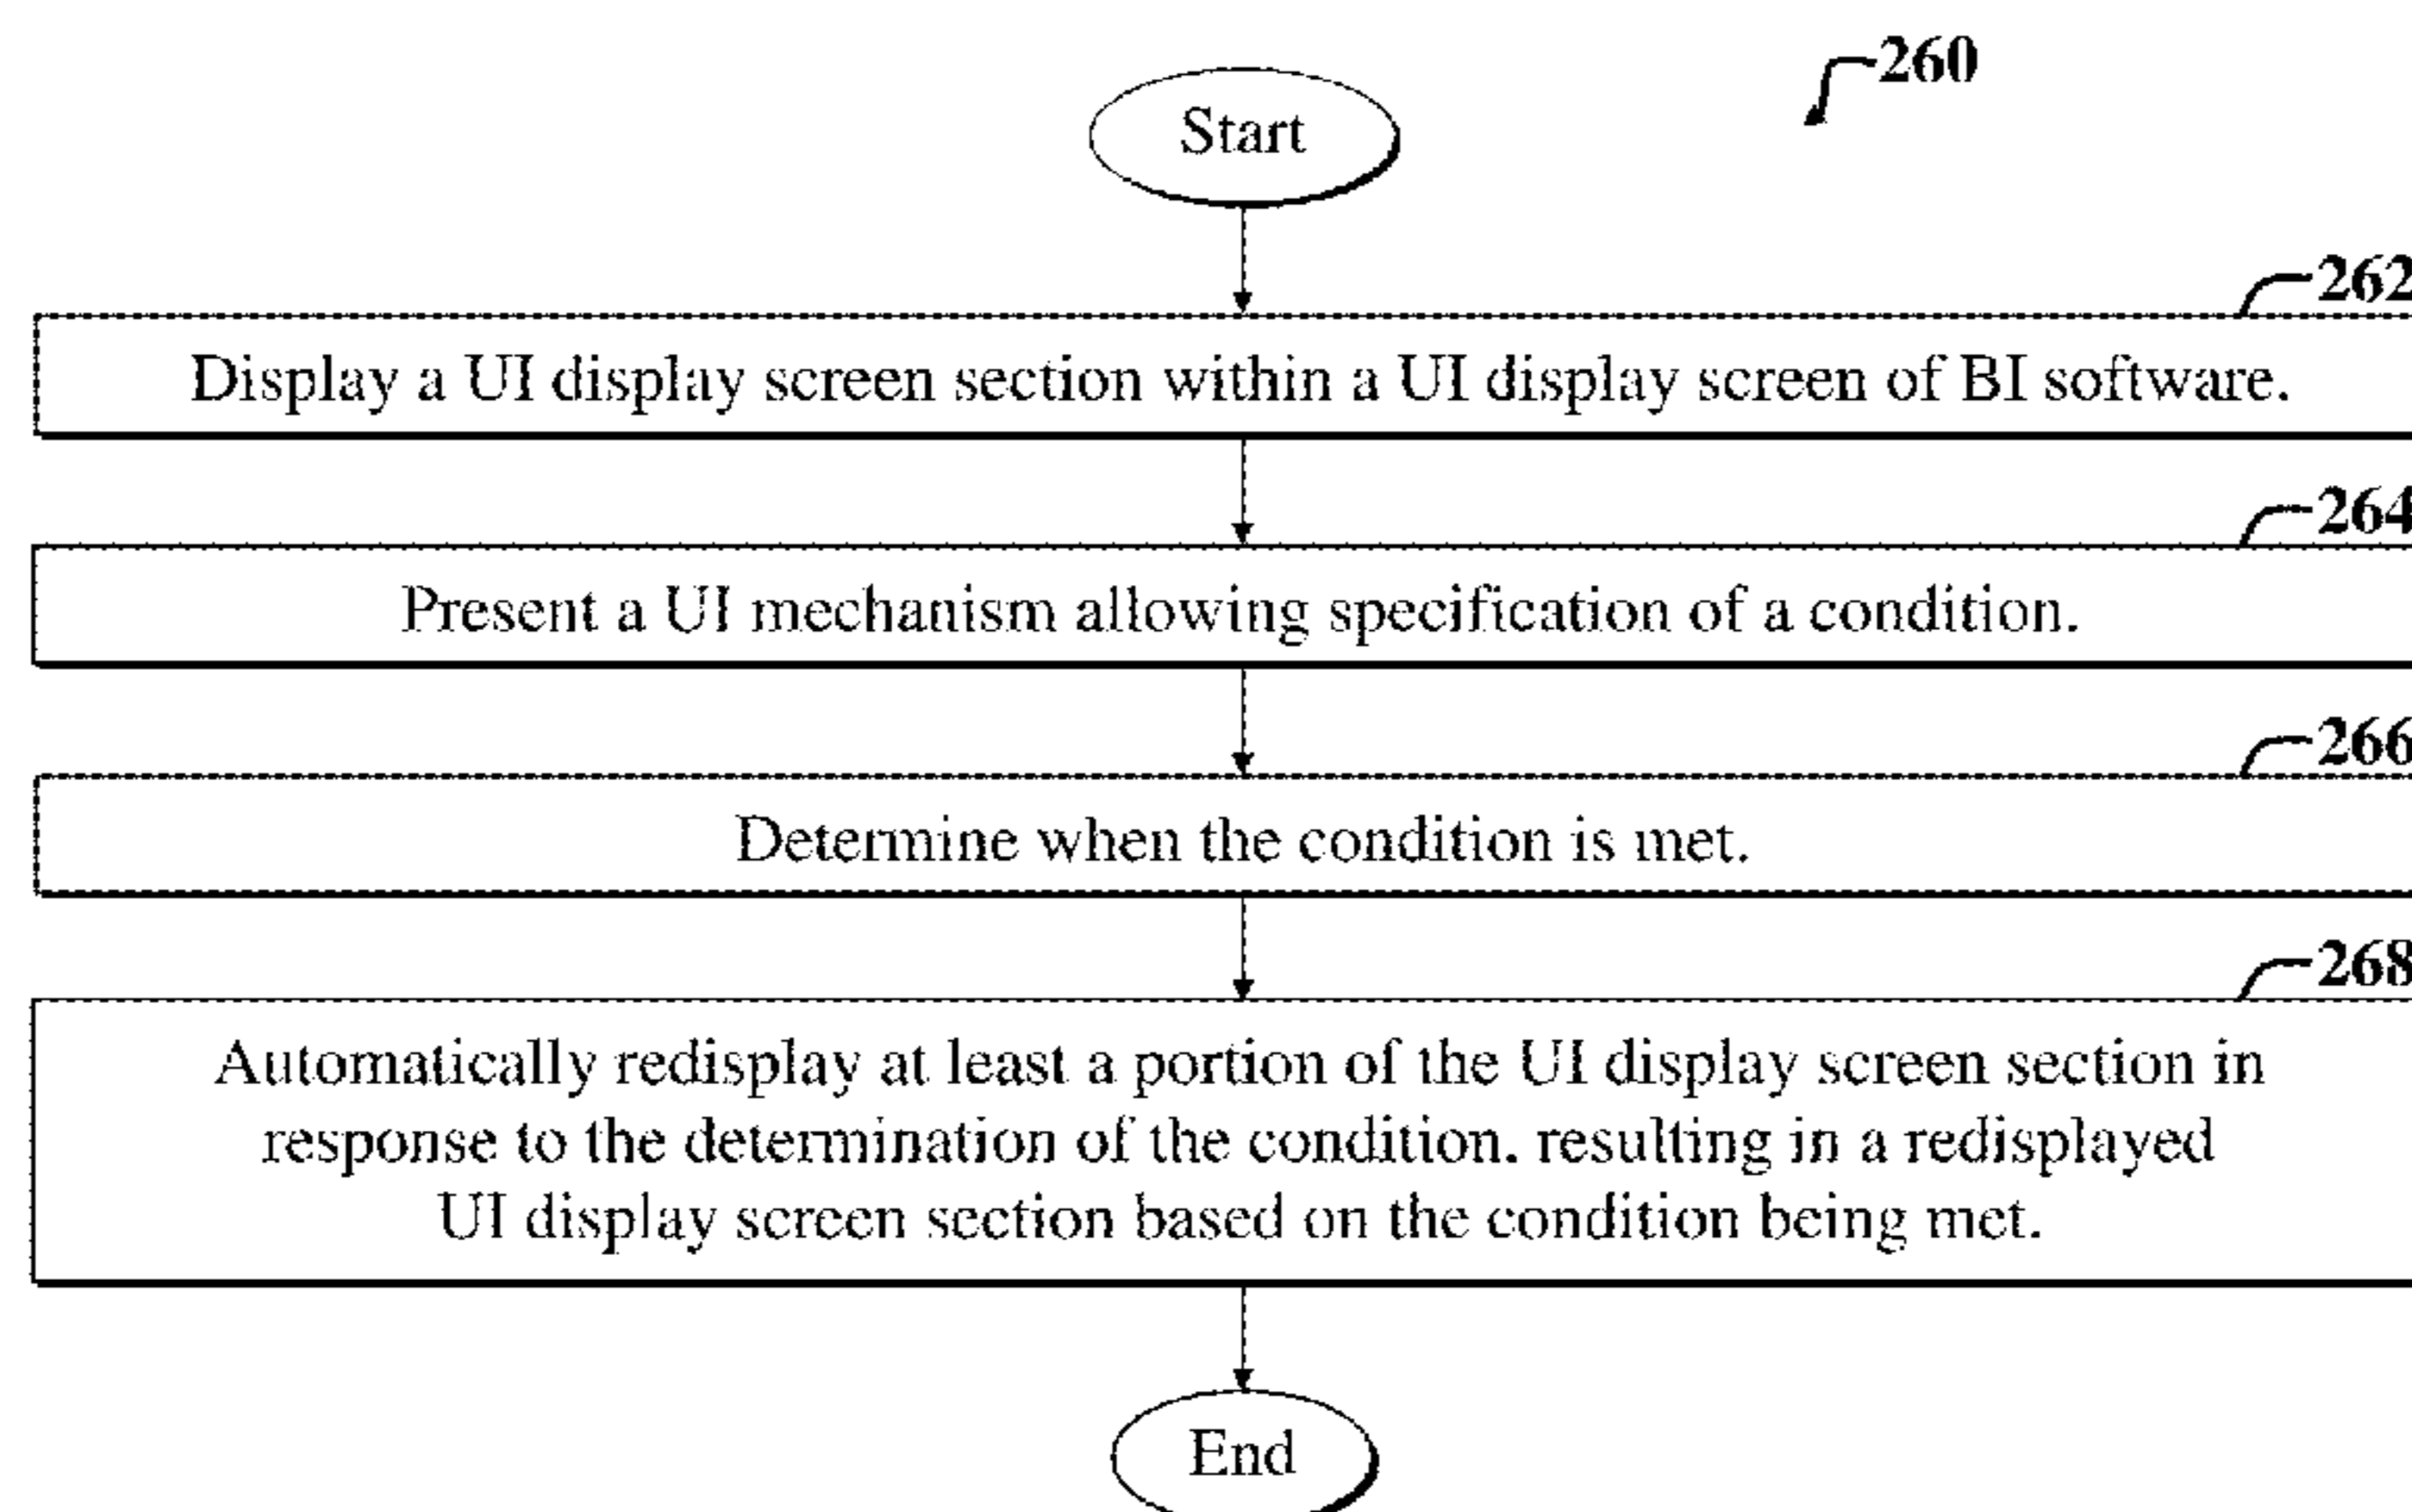 260
Start
262
Display a UI display screen section within a UI display screen of BI software.
264
Present a UI mechanism allowing specification of a condition.
266
Determine when the condition is met.
268
Automatically redisplay at least a portion of the UI display screen section in
response to the determination of the condition. resulting in a redisplayed
UI display screen section based on the condition being met.
End